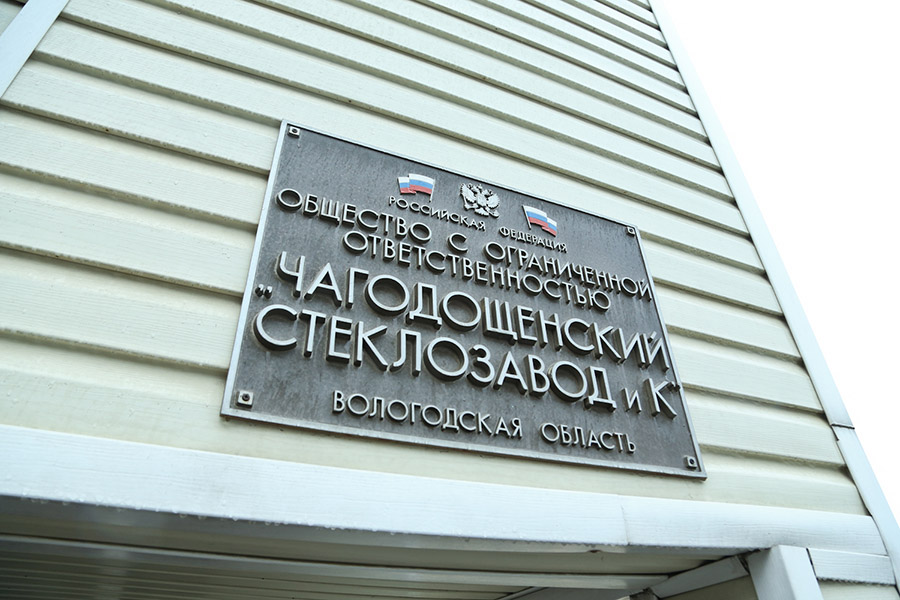 РОССИЙСКАЯ ФЕДЕРАЦИЯ
ОБЩЕСТВО С ОГРАНИЧЕННОЙ
ОТВЕТСТВЕННОСТЬЮ
„ЧАГОДОЩЕНСКИЙ
СТЕКЛОЗАВОД и К"
ВОЛОГОДСКАЯ ОБЛАСТЬ